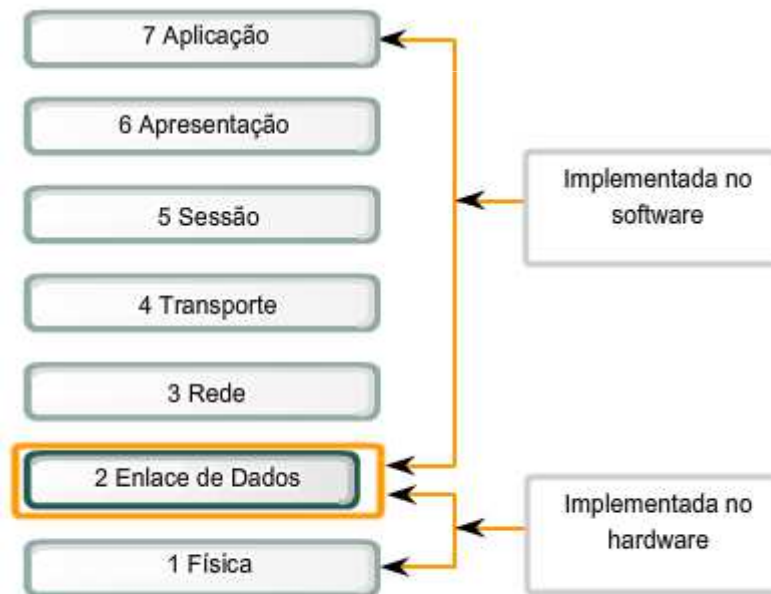 7 Aplicação
6 Apresentação
5 Sessão
4 Transporte
3 Rede
2 Enlace de Dados
1 Física
Implementada no
software
Implementada no
hardware